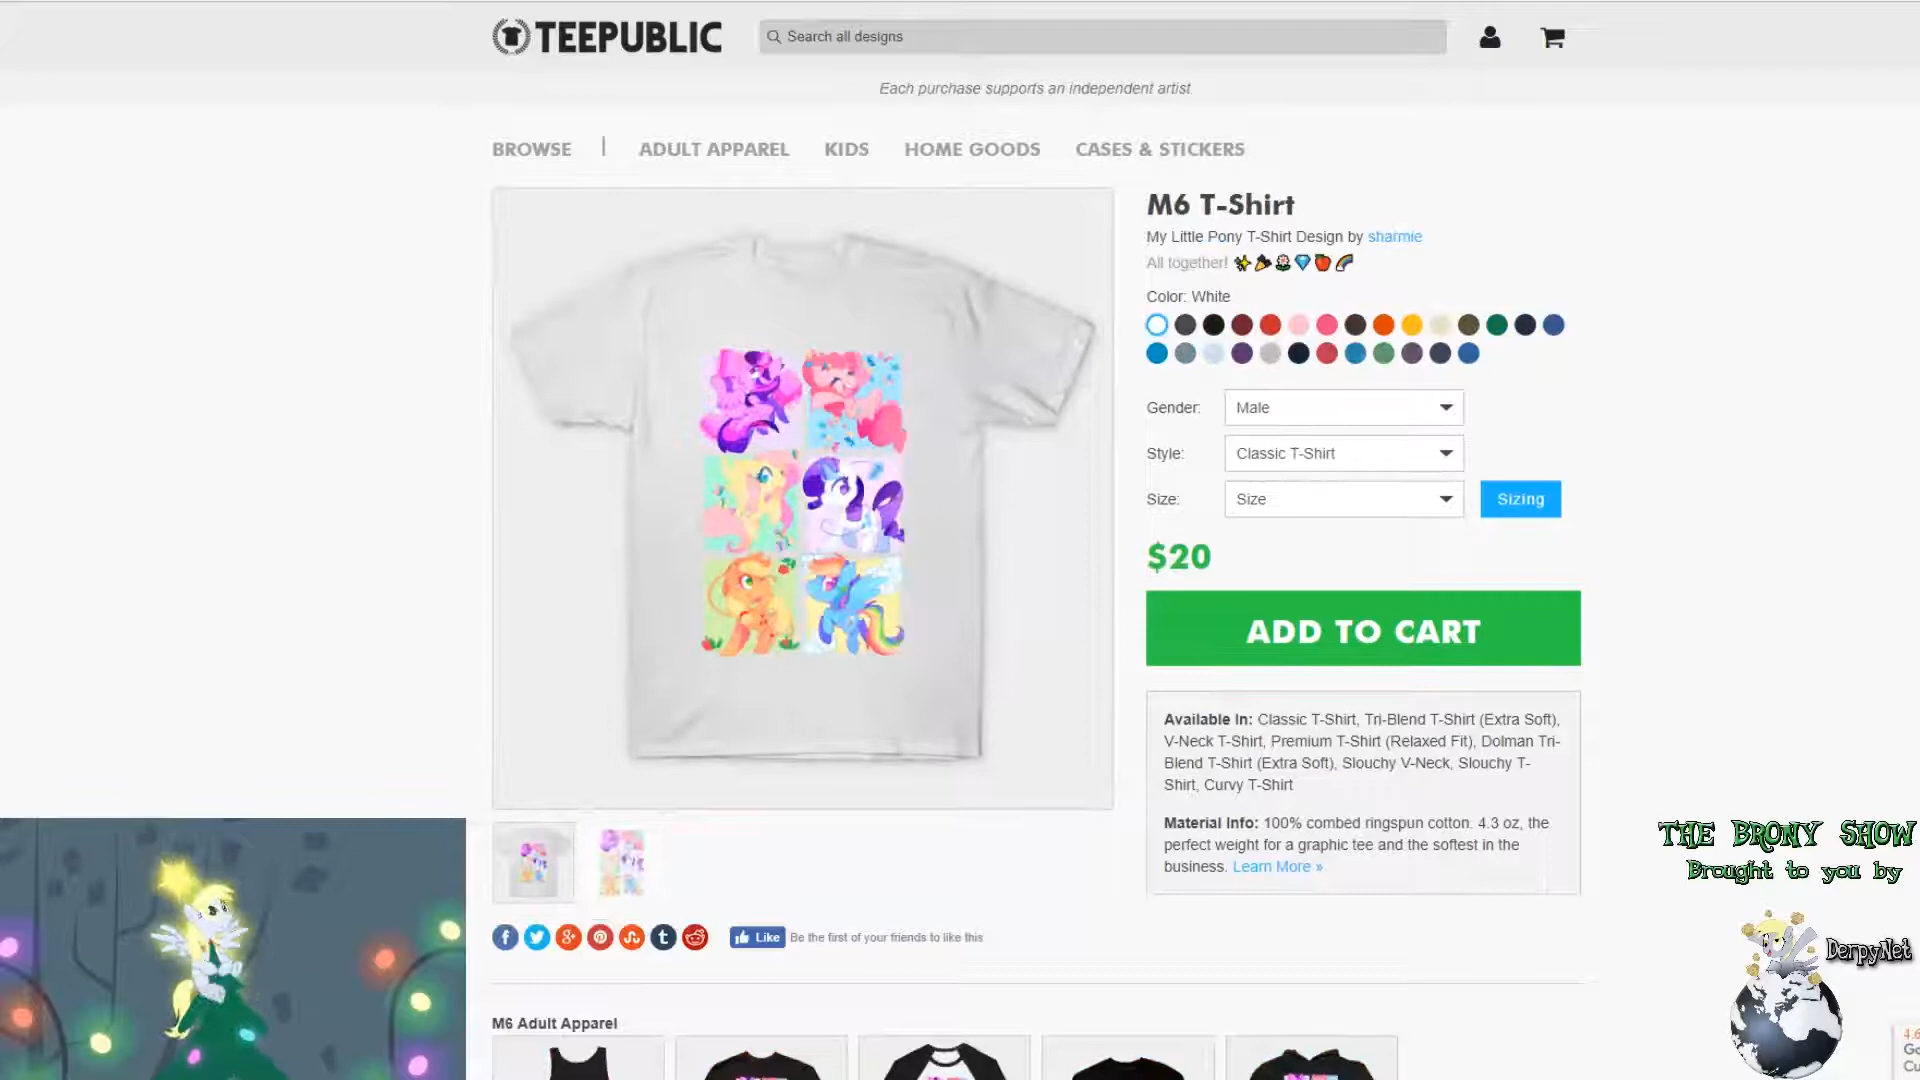 TEEPUBLIC
Search all designs
Each purchase supports an independent artist.
BROWSE | ADULT APPAREL KIDS HOME GOODS CASES & STICKERS
M6 T-Shirt
My Little Pony T-Shirt Design by sharmie
All together!
Color: White
Gender: Male
Style: Classic T-Shirt
Size: Size Sizing
$20
ADD TO CART
Available In: Classic T-Shirt, Tri-Blend T-Shirt (Extra Soft),
V-Neck T-Shirt, Premium T-Shirt (Relaxed Fit), Dolman Tri-
Blend T-Shirt (Extra Soft), Slouchy V-Neck, Slouchy T-
Shirt, Curvy T-Shirt
Material Info: 100% combed ringspun cotton. 4.3 oz, the
perfect weight for a graphic tee and the softest in the
business. Learn More »
Like Be the first of your friends to like this
M6 Adult Apparel
THE BRONY SHOW
Brought to you by
DerpyNet
4.6